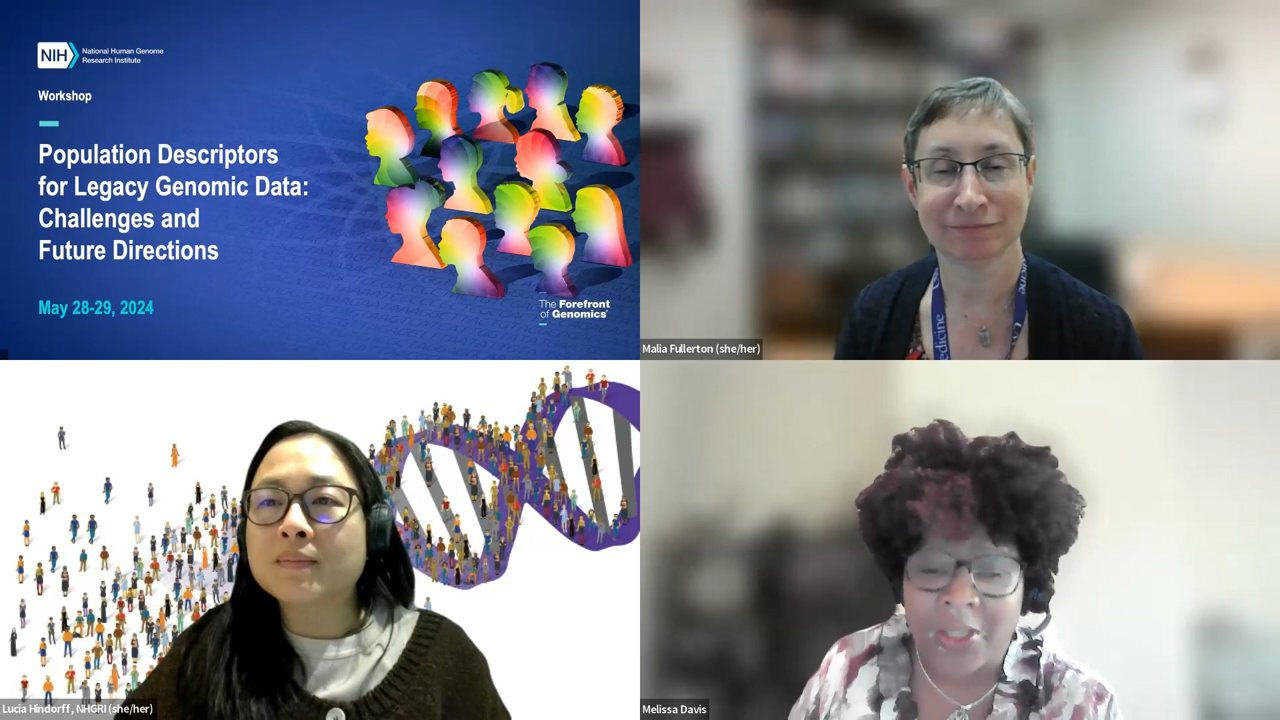 NIH
National Human Genome
Research Institute
Workshop
Population Descriptors
for Legacy Genomic Data:
Challenges and
Future Directions
May 28-29, 2024
The Forefront
of Genomics®
edicine
Malia Fullerton (she/her)
Lucia Hindorff, NHGRI (she/her)
Melissa Davis